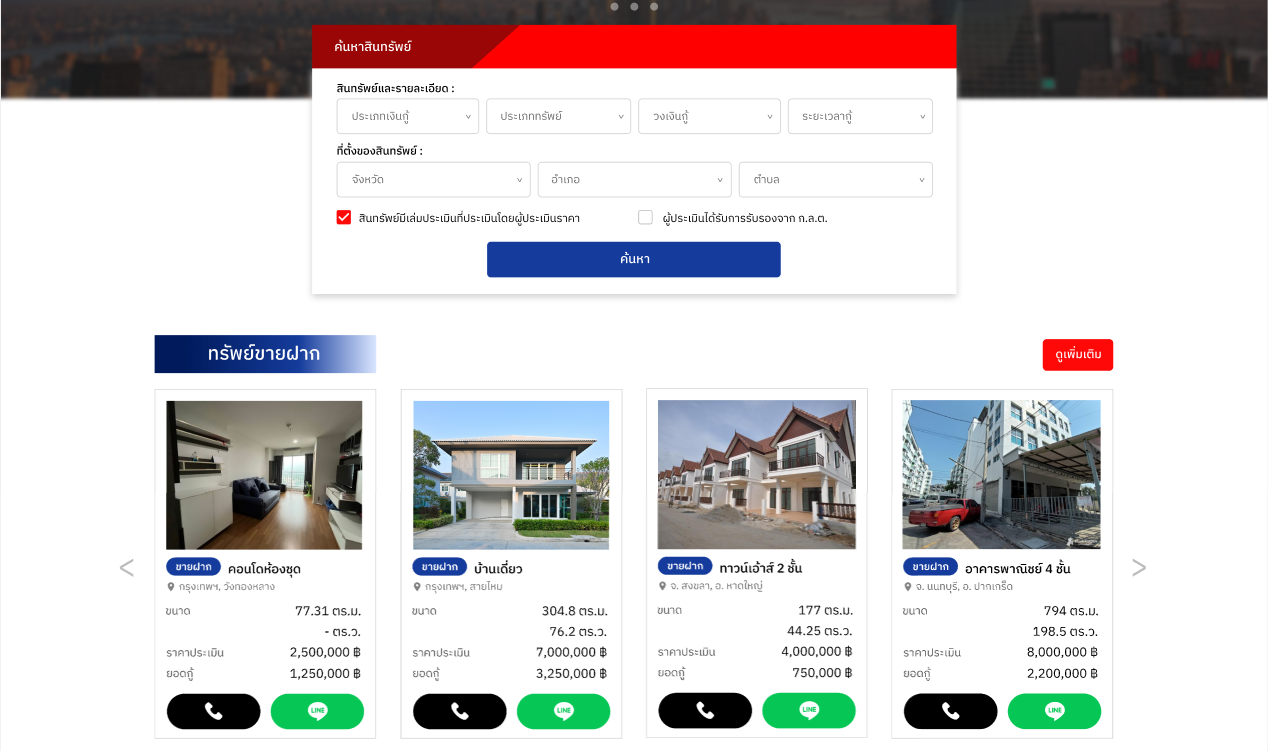 ค้นหาสินทรัพย์
สินทรัพย์และรายละเอียด :
ประเภทเงินกู้ ประเภททรัพย์ วงเงินกู้ ระยะเวลากู้
ที่ตั้งของสินทรัพย์ :
จังหวัด อำเภอ ตำบล
สินทรัพย์มีเล่มประเมินที่ประเมินโดยผู้ประเมินราคา ผู้ประเมินได้รับการรับรองจาก ก.ล.ต.
ค้นหา
ทรัพย์ขายฝาก
ดูเพิ่มเติม
ขายฝาก คอนโดห้องชุด
กรุงเทพฯ, วังทองหลาง
ขนาด 77.31 ตร.ม.
- ตร.ว.
ราคาประเมิน 2,500,000 ฿
ยอดกู้ 1,250,000 ฿
LINE
ขายฝาก บ้านเดี่ยว
กรุงเทพฯ, สายไหม
ขนาด 304.8 ตร.ม.
76.2 ตร.ว.
ราคาประเมิน 7,000,000 ฿
ยอดกู้ 3,250,000 ฿
LINE
ขายฝาก ทาวน์เอ้าส์ 2 ชั้น
จ. สงขลา, อ. หาดใหญ่
ขนาด 177 ตร.ม.
44.25 ตร.ว.
ราคาประเมิน 4,000,000 ฿
ยอดกู้ 750,000 ฿
LINE
ขายฝาก อาคารพาณิชย์ 4 ชั้น
จ. นนทบุรี, อ. ปากเกร็ด
ขนาด 794 ตร.ม.
198.5 ตร.ว.
ราคาประเมิน 8,000,000 ฿
ยอดกู้ 2,200,000 ฿
LINE